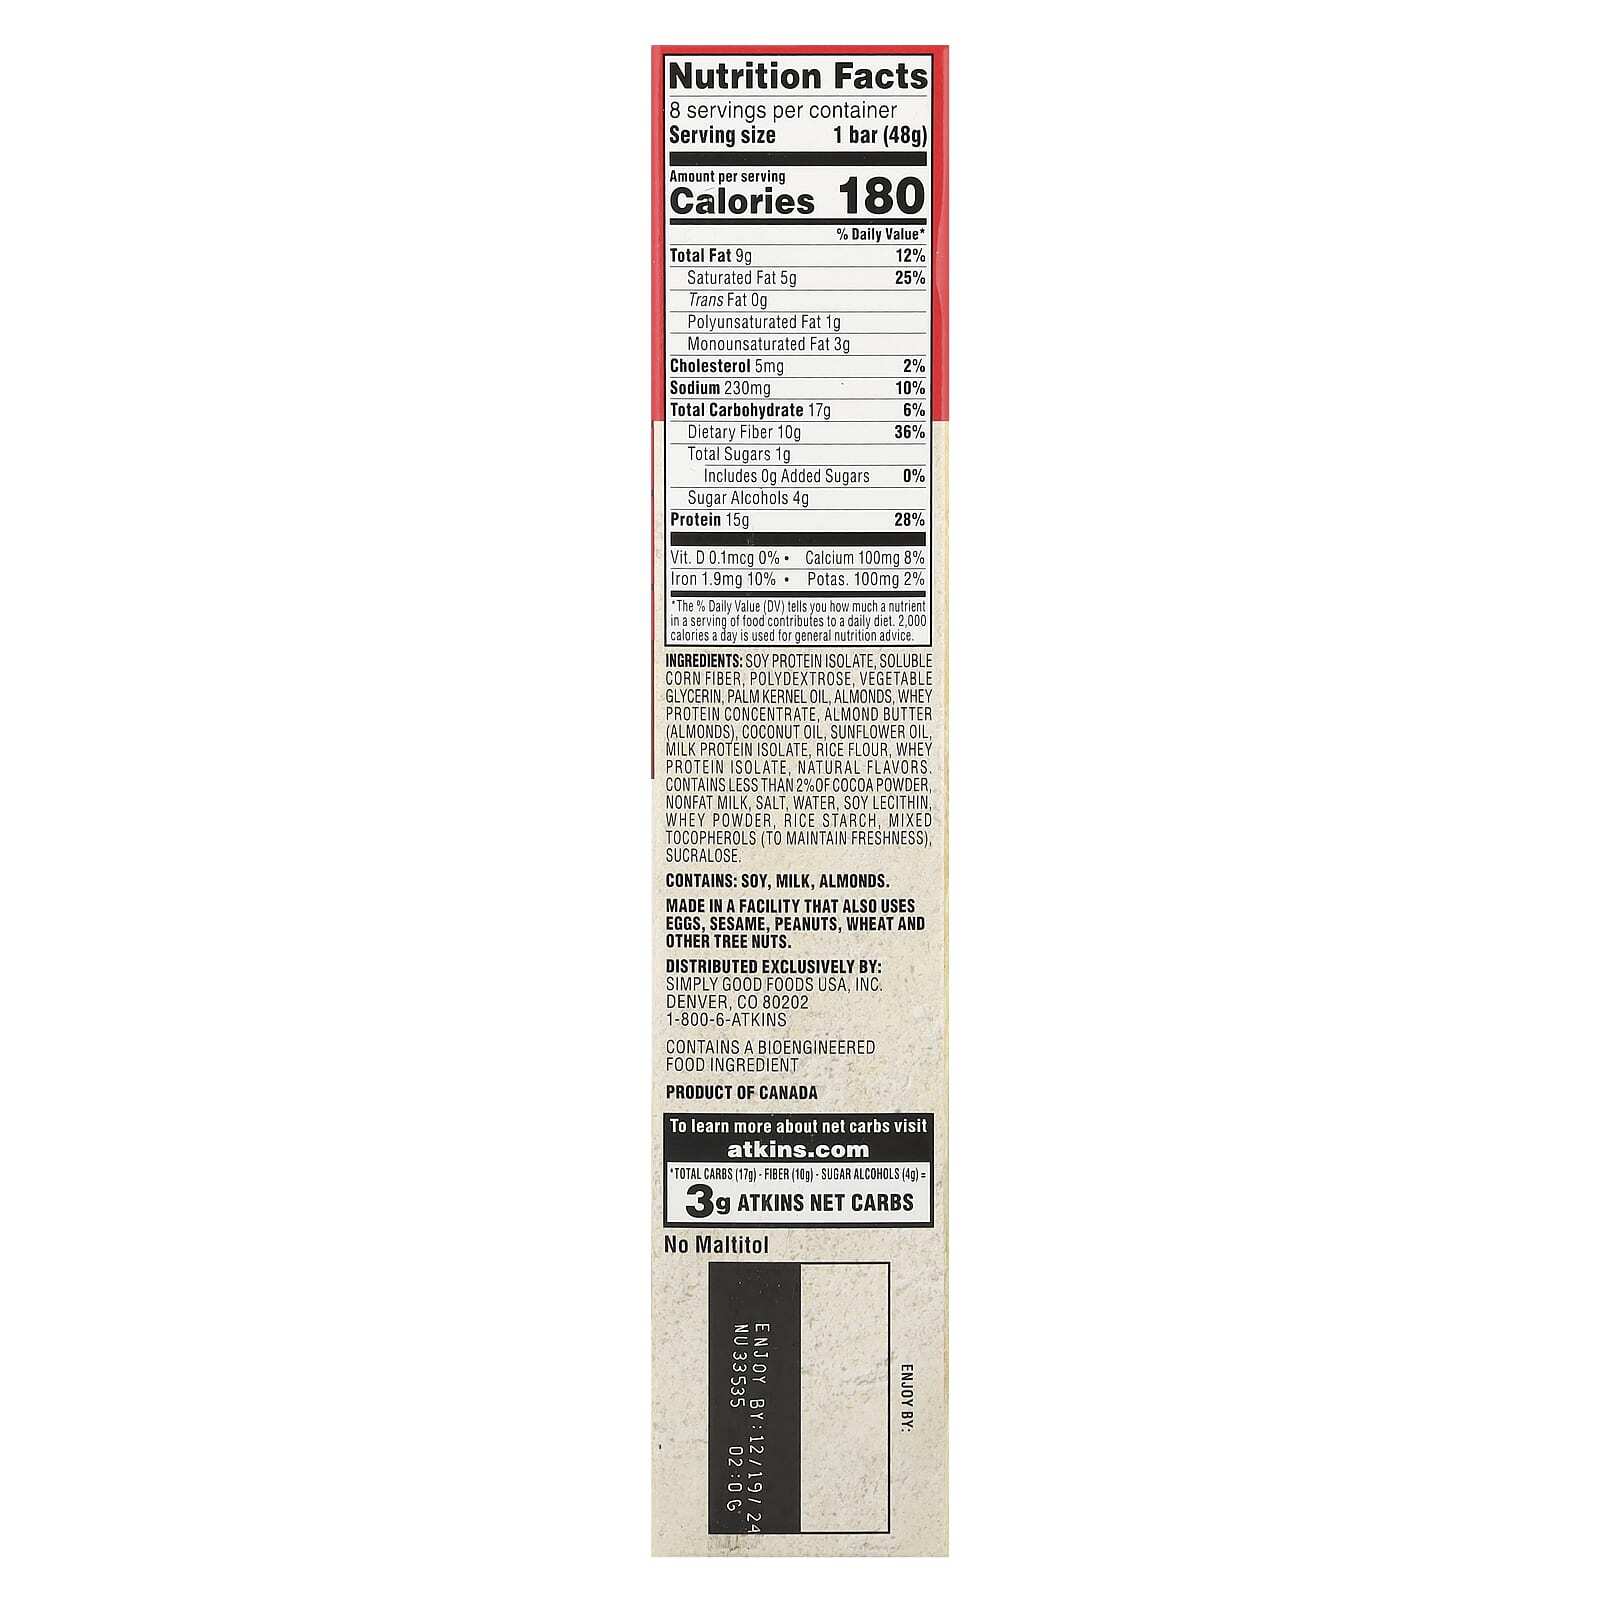 Nutrition Facts
8 servings per container
Serving size 1 bar (48g)
Amount per serving
Calories 180
% Daily Value*
Total Fat 9g 12%
Saturated Fat 5g 25%
Trans Fat 0g
Polyunsaturated Fat 1g
Monounsaturated Fat 3g
Cholesterol 5mg 2%
Sodium 230mg 10%
Total Carbohydrate 17g 6%
Dietary Fiber 10g 36%
Total Sugars 1g
Includes 0g Added Sugars 0%
Sugar Alcohols 4g
Protein 15g 28%
Vit. D 0.1mcg 0% • Calcium 100mg 8%
Iron 1.9mg 10% • Potas. 100mg 2%
*The % Daily Value (DV) tells you how much a nutrient
in a serving of food contributes to a daily diet. 2,000
calories a day is used for general nutrition advice.
INGREDIENTS: SOY PROTEIN ISOLATE, SOLUBLE
CORN FIBER, POLYDEXTROSE, VEGETABLE
GLYCERIN, PALM KERNEL OIL, ALMONDS, WHEY
PROTEIN CONCENTRATE, ALMOND BUTTER
(ALMONDS), COCONUT OIL, SUNFLOWER OIL,
MILK PROTEIN ISOLATE, RICE FLOUR, WHEY
PROTEIN ISOLATE, NATURAL FLAVORS.
CONTAINS LESS THAN 2% OF COCOA POWDER,
NONFAT MILK, SALT, WATER, SOY LECITHIN,
WHEY POWDER, RICE STARCH, MIXED
TOCOPHEROLS (TO MAINTAIN FRESHNESS),
SUCRALOSE.
CONTAINS: SOY, MILK, ALMONDS.
MADE IN A FACILITY THAT ALSO USES
EGGS, SESAME, PEANUTS, WHEAT AND
OTHER TREE NUTS.
DISTRIBUTED EXCLUSIVELY BY:
SIMPLY GOOD FOODS USA, INC.
DENVER, CO 80202
1-800-6-ATKINS
CONTAINS A BIOENGINEERED
FOOD INGREDIENT
PRODUCT OF CANADA
To learn more about net carbs visit
atkins.com
*TOTAL CARBS (17g) - FIBER (10g) - SUGAR ALCOHOLS (4g) =
3g ATKINS NET CARBS
No Maltitol
ENJOY BY:
ENJOY BY:12/19/24
NU33535 02:0G